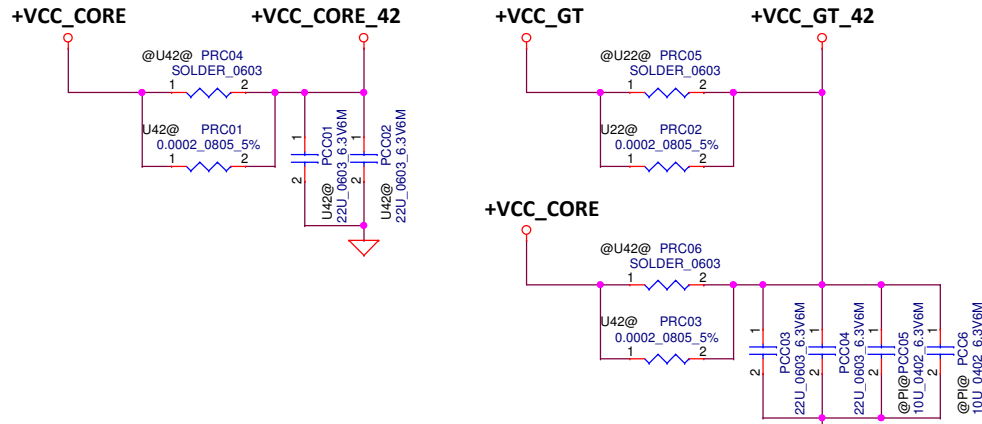 +VCC_CORE
+VCC_CORE_42
@U42@ PRC04
SOLDER_0603
1 2
U42@ PRC01
0.0002_0805_5%
1 2
1
2
U42@ PCC01
22U_0603_6.3V6M
1
2
U42@ PCC02
22U_0603_6.3V6M
+VCC_GT
+VCC_GT_42
@U22@ PRC05
SOLDER_0603
1 2
U22@ PRC02
0.0002_0805_5%
1 2
+VCC_CORE
@U42@ PRC06
SOLDER_0603
1 2
U42@ PRC03
0.0002_0805_5%
1 2
1
2
PCC03
22U_0603_6.3V6M
1
2
PCC04
22U_0603_6.3V6M
1
2
@PI@ PCC05
10U_0402_6.3V6M
1
2
@PI@ PCC6
10U_0402_6.3V6M